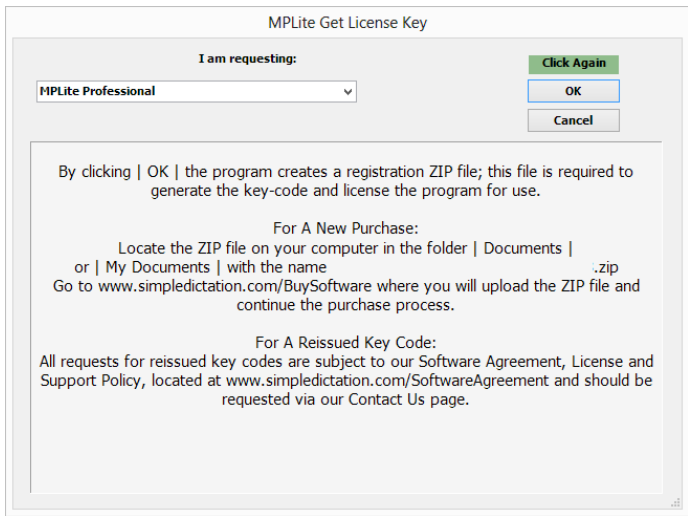 MPLite Get License Key
I am requesting:
Click Again
MPLite Professional
OK
Cancel
By clicking | OK | the program creates a registration ZIP file; this file is required to
generate the key-code and license the program for use.
For A New Purchase:
Locate the ZIP file on your computer in the folder | Documents |
or | My Documents | with the name .zip
Go to www.simpledictation.com/BuySoftware where you will upload the ZIP file and
continue the purchase process.
For A Reissued Key Code:
All requests for reissued key codes are subject to our Software Agreement, License and
Support Policy, located at www.simpledictation.com/SoftwareAgreement and should be
requested via our Contact Us page.